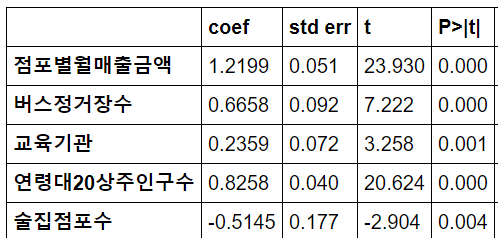 coef std err t P>|t|
점포별월매출금액 1.2199 0.051 23.930 0.000
버스정거장수 0.6658 0.092 7.222 0.000
교육기관 0.2359 0.072 3.258 0.001
연령대20상주인구수 0.8258 0.040 20.624 0.000
술집점포수 -0.5145 0.177 -2.904 0.004